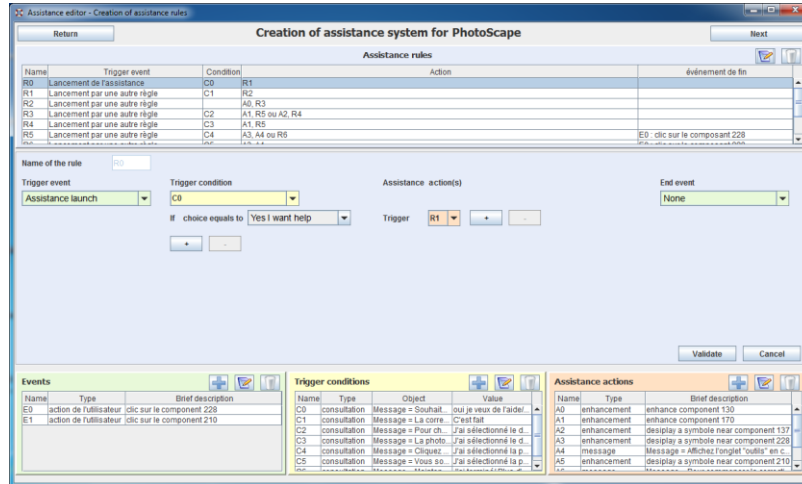 Assistance editor - Creation of assistance rules
Return Creation of assistance system for PhotoScape Next
Assistance rules
Name Trigger event Condition Action événement de fin
R0 Lancement de l'assistance C0 R1
R1 Lancement par une autre règle C1 R2
R2 A0, R3
R3 Lancement par une autre règle C2 A1, R5 ou A2, R4
R4 Lancement par une autre règle C3 A1, R5
R5 Lancement par une autre règle C4 A3, A4 ou R6 E0 : clic sur le composant 228
Name of the rule R0
Trigger event Trigger condition Assistance action(s) End event
Assistance launch C0 None
If choice equals to Yes I want help Trigger R1 + -
+ -
Validate Cancel
Events Trigger conditions Assistance actions
Name Type Brief description Name Type Object Value Name Type Brief description
E0 action de l'utilisateur clic sur le component 228 C0 consultation Message = Souhait... oui je veux de l'aide/... A0 enhancement enhance component 130
E1 action de l'utilisateur clic sur le component 210 C1 consultation Message = La corre... C'est fait A1 enhancement enhance component 170
C2 consultation Message = Pour ch... J'ai sélectionné le d... A2 enhancement desiplay a symbole near component 137
C3 consultation Message = La photo... J'ai sélectionné le d... A3 enhancement desiplay a symbole near component 228
C4 consultation Message = Cliquez ... J'ai sélectionné la p... A4 message Message = Affichez l'onglet "outils" en c...
C5 consultation Message = Vous so... J'ai sélectionné la p... A5 enhancement desiplay a symbole near component 210